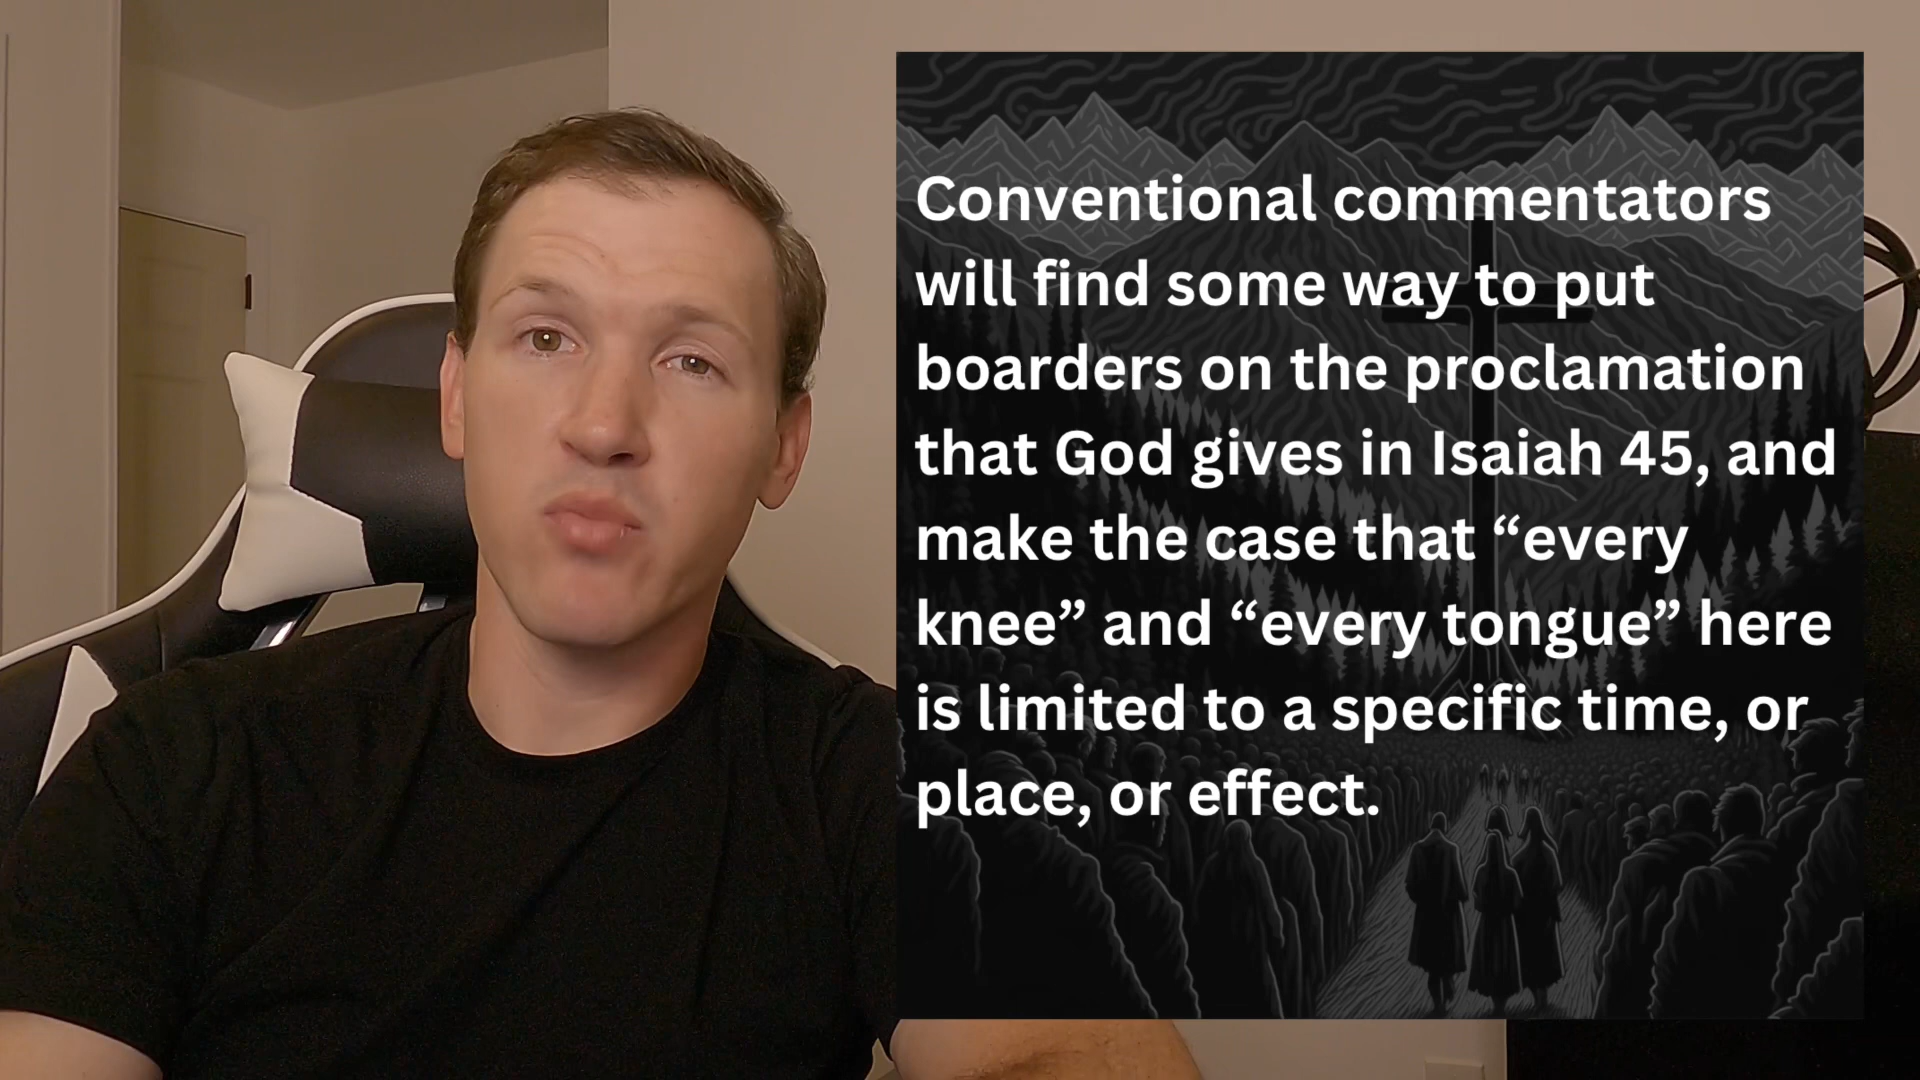 Conventional commentators
will find some way to put
boarders on the proclamation
that God gives in Isaiah 45, and
make the case that “every
knee” and “every tongue” here
is limited to a specific time, or
place, or effect.